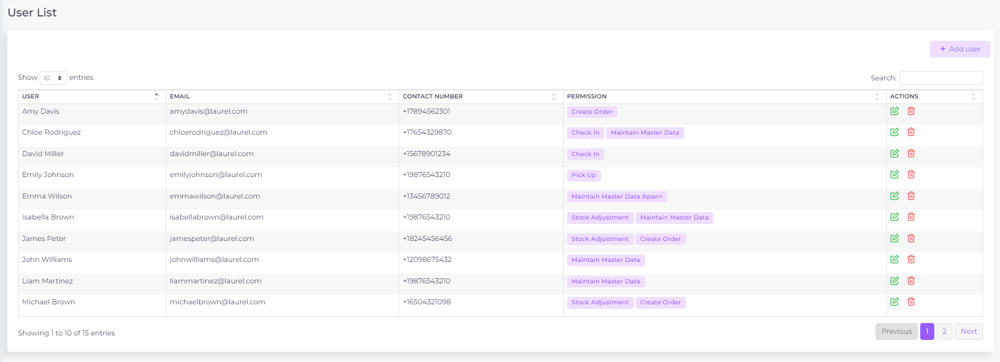 User List
+ Add user
Show 10 entries
Search:
USER EMAIL CONTACT NUMBER PERMISSION ACTIONS
Amy Davis amydavis@laurel.com +17894562301 Create Order
Chloe Rodriguez chloerodriguez@laurel.com +17654329870 Check In Maintain Master Data
David Miller davidmiller@laurel.com +15678901234 Check In
Emily Johnson emilyjohnson@laurel.com +19876543210 Pick Up
Emma Wilson emmawilson@laurel.com +13456789012 Maintain Master Data /span>
Isabella Brown isabellabrown@laurel.com +19876543210 Stock Adjustment Maintain Master Data
James Peter jamespeter@laurel.com +18245456456 Stock Adjustment Create Order
John Williams johnwilliams@laurel.com +12098675432 Maintain Master Data
Liam Martinez liammartinez@laurel.com +19876543210 Maintain Master Data
Michael Brown michaelbrown@laurel.com +16504321098 Stock Adjustment Create Order
Showing 1 to 10 of 15 entries
Previous 1 2 Next